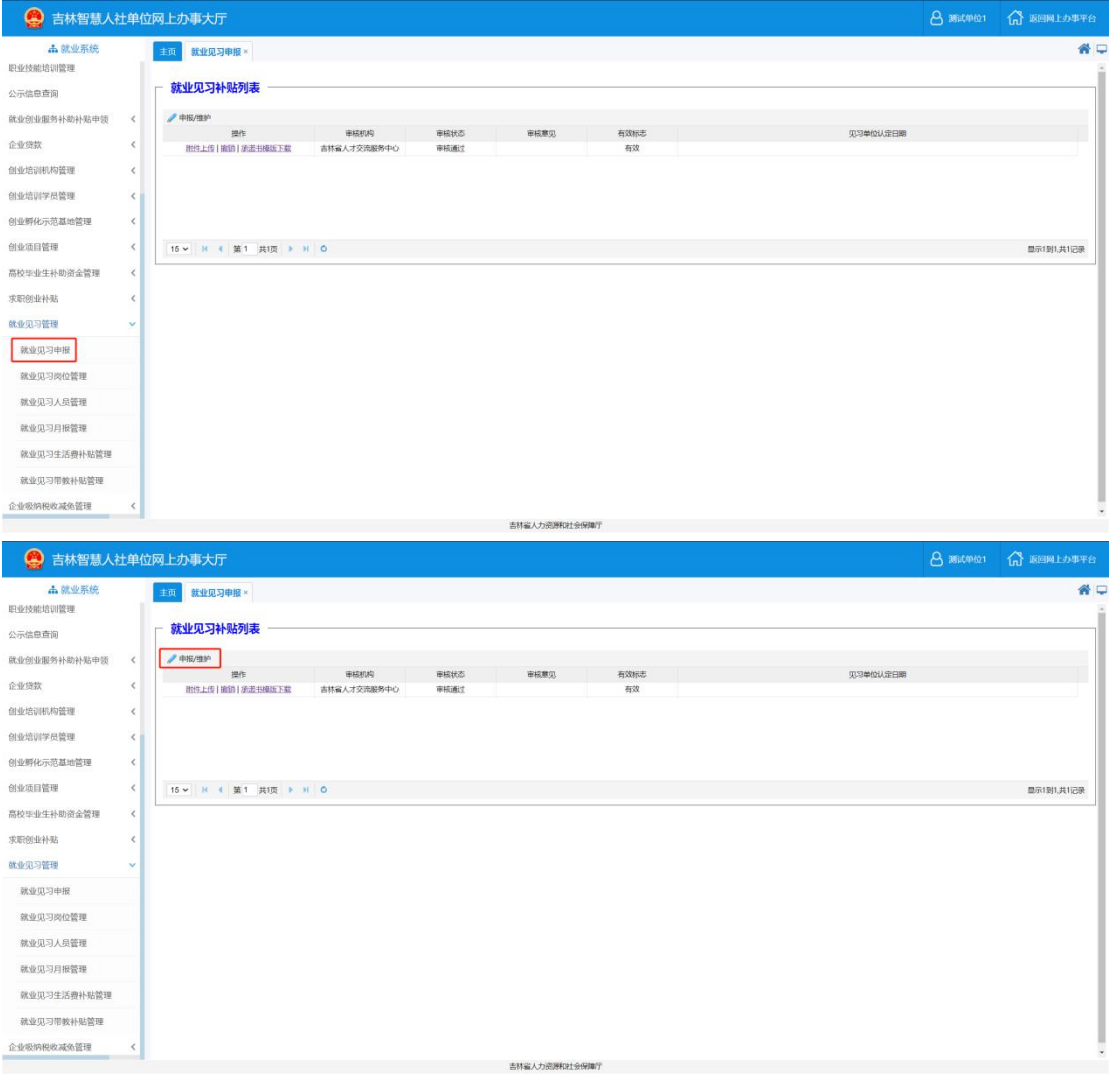 吉林智慧人社单位网上办事大厅 测试单位1 返回网上办事平台
就业系统 主页 就业见习申报 ×
职业技能培训管理
就业见习补贴列表
公示信息查询
就业创业服务补助补贴申领 申报/维护
操作 审核机构 审核状态 审核意见 有效标志 见习单位认定日期
企业贷款 附件上传 | 撤销 | 承诺书模版下载 吉林省人才交流服务中心 审核通过 有效
创业培训机构管理
创业培训学员管理
创业孵化示范基地管理
创业项目管理 15 第 1 共1页 显示1到1,共1记录
高校毕业生补助资金管理
求职创业补贴
就业见习管理
就业见习申报
就业见习岗位管理
就业见习人员管理
就业见习月报管理
就业见习生活费补贴管理
就业见习带教补贴管理
企业吸纳税收减免管理
吉林省人力资源和社会保障厅
吉林智慧人社单位网上办事大厅 测试单位1 返回网上办事平台
就业系统 主页 就业见习申报 ×
职业技能培训管理
就业见习补贴列表
公示信息查询
就业创业服务补助补贴申领 申报/维护
操作 审核机构 审核状态 审核意见 有效标志 见习单位认定日期
企业贷款 附件上传 | 撤销 | 承诺书模版下载 吉林省人才交流服务中心 审核通过 有效
创业培训机构管理
创业培训学员管理
创业孵化示范基地管理
创业项目管理 15 第 1 共1页 显示1到1,共1记录
高校毕业生补助资金管理
求职创业补贴
就业见习管理
就业见习申报
就业见习岗位管理
就业见习人员管理
就业见习月报管理
就业见习生活费补贴管理
就业见习带教补贴管理
企业吸纳税收减免管理
吉林省人力资源和社会保障厅